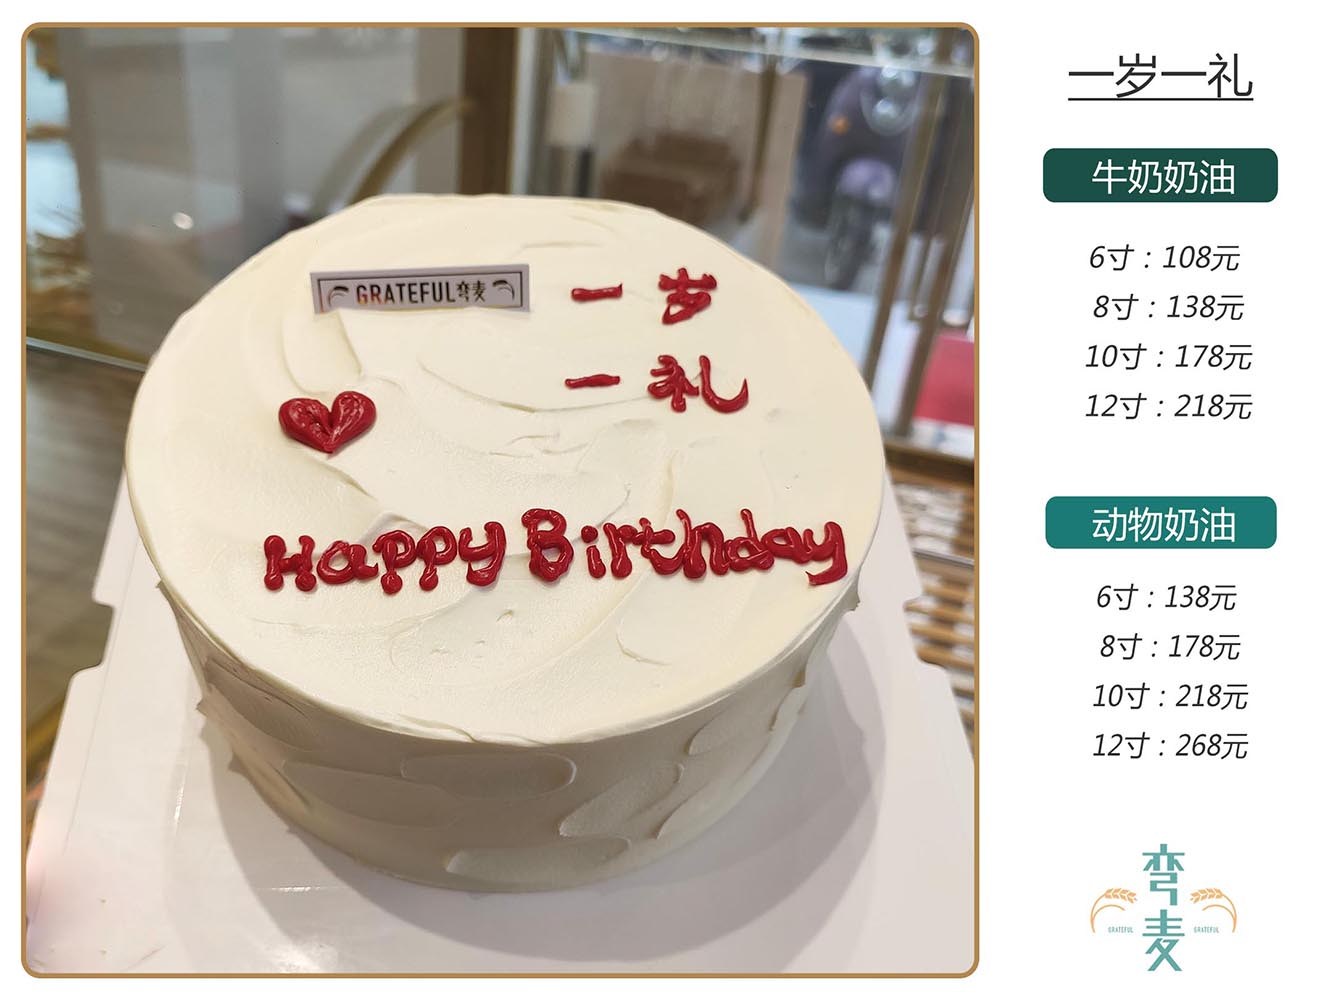 GRATEFUL弯麦
一岁
一礼
Happy Birthday
一岁一礼
牛奶奶油
6寸：108元
8寸：138元
10寸：178元
12寸：218元
动物奶油
6寸：138元
8寸：178元
10寸：218元
12寸：268元
弯麦
GRATEFUL GRATEFUL